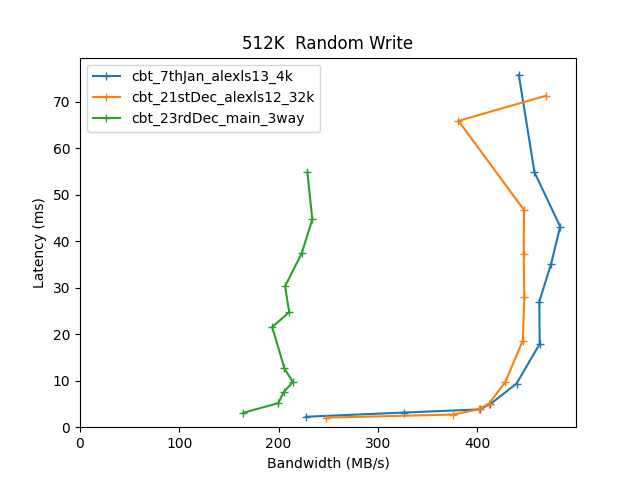 512K  Random Write
cbt_7thJan_alexls13_4k
cbt_21stDec_alexls12_32k
cbt_23rdDec_main_3way
Latency (ms)
70
60
50
40
30
20
10
0
0 100 200 300 400
Bandwidth (MB/s)